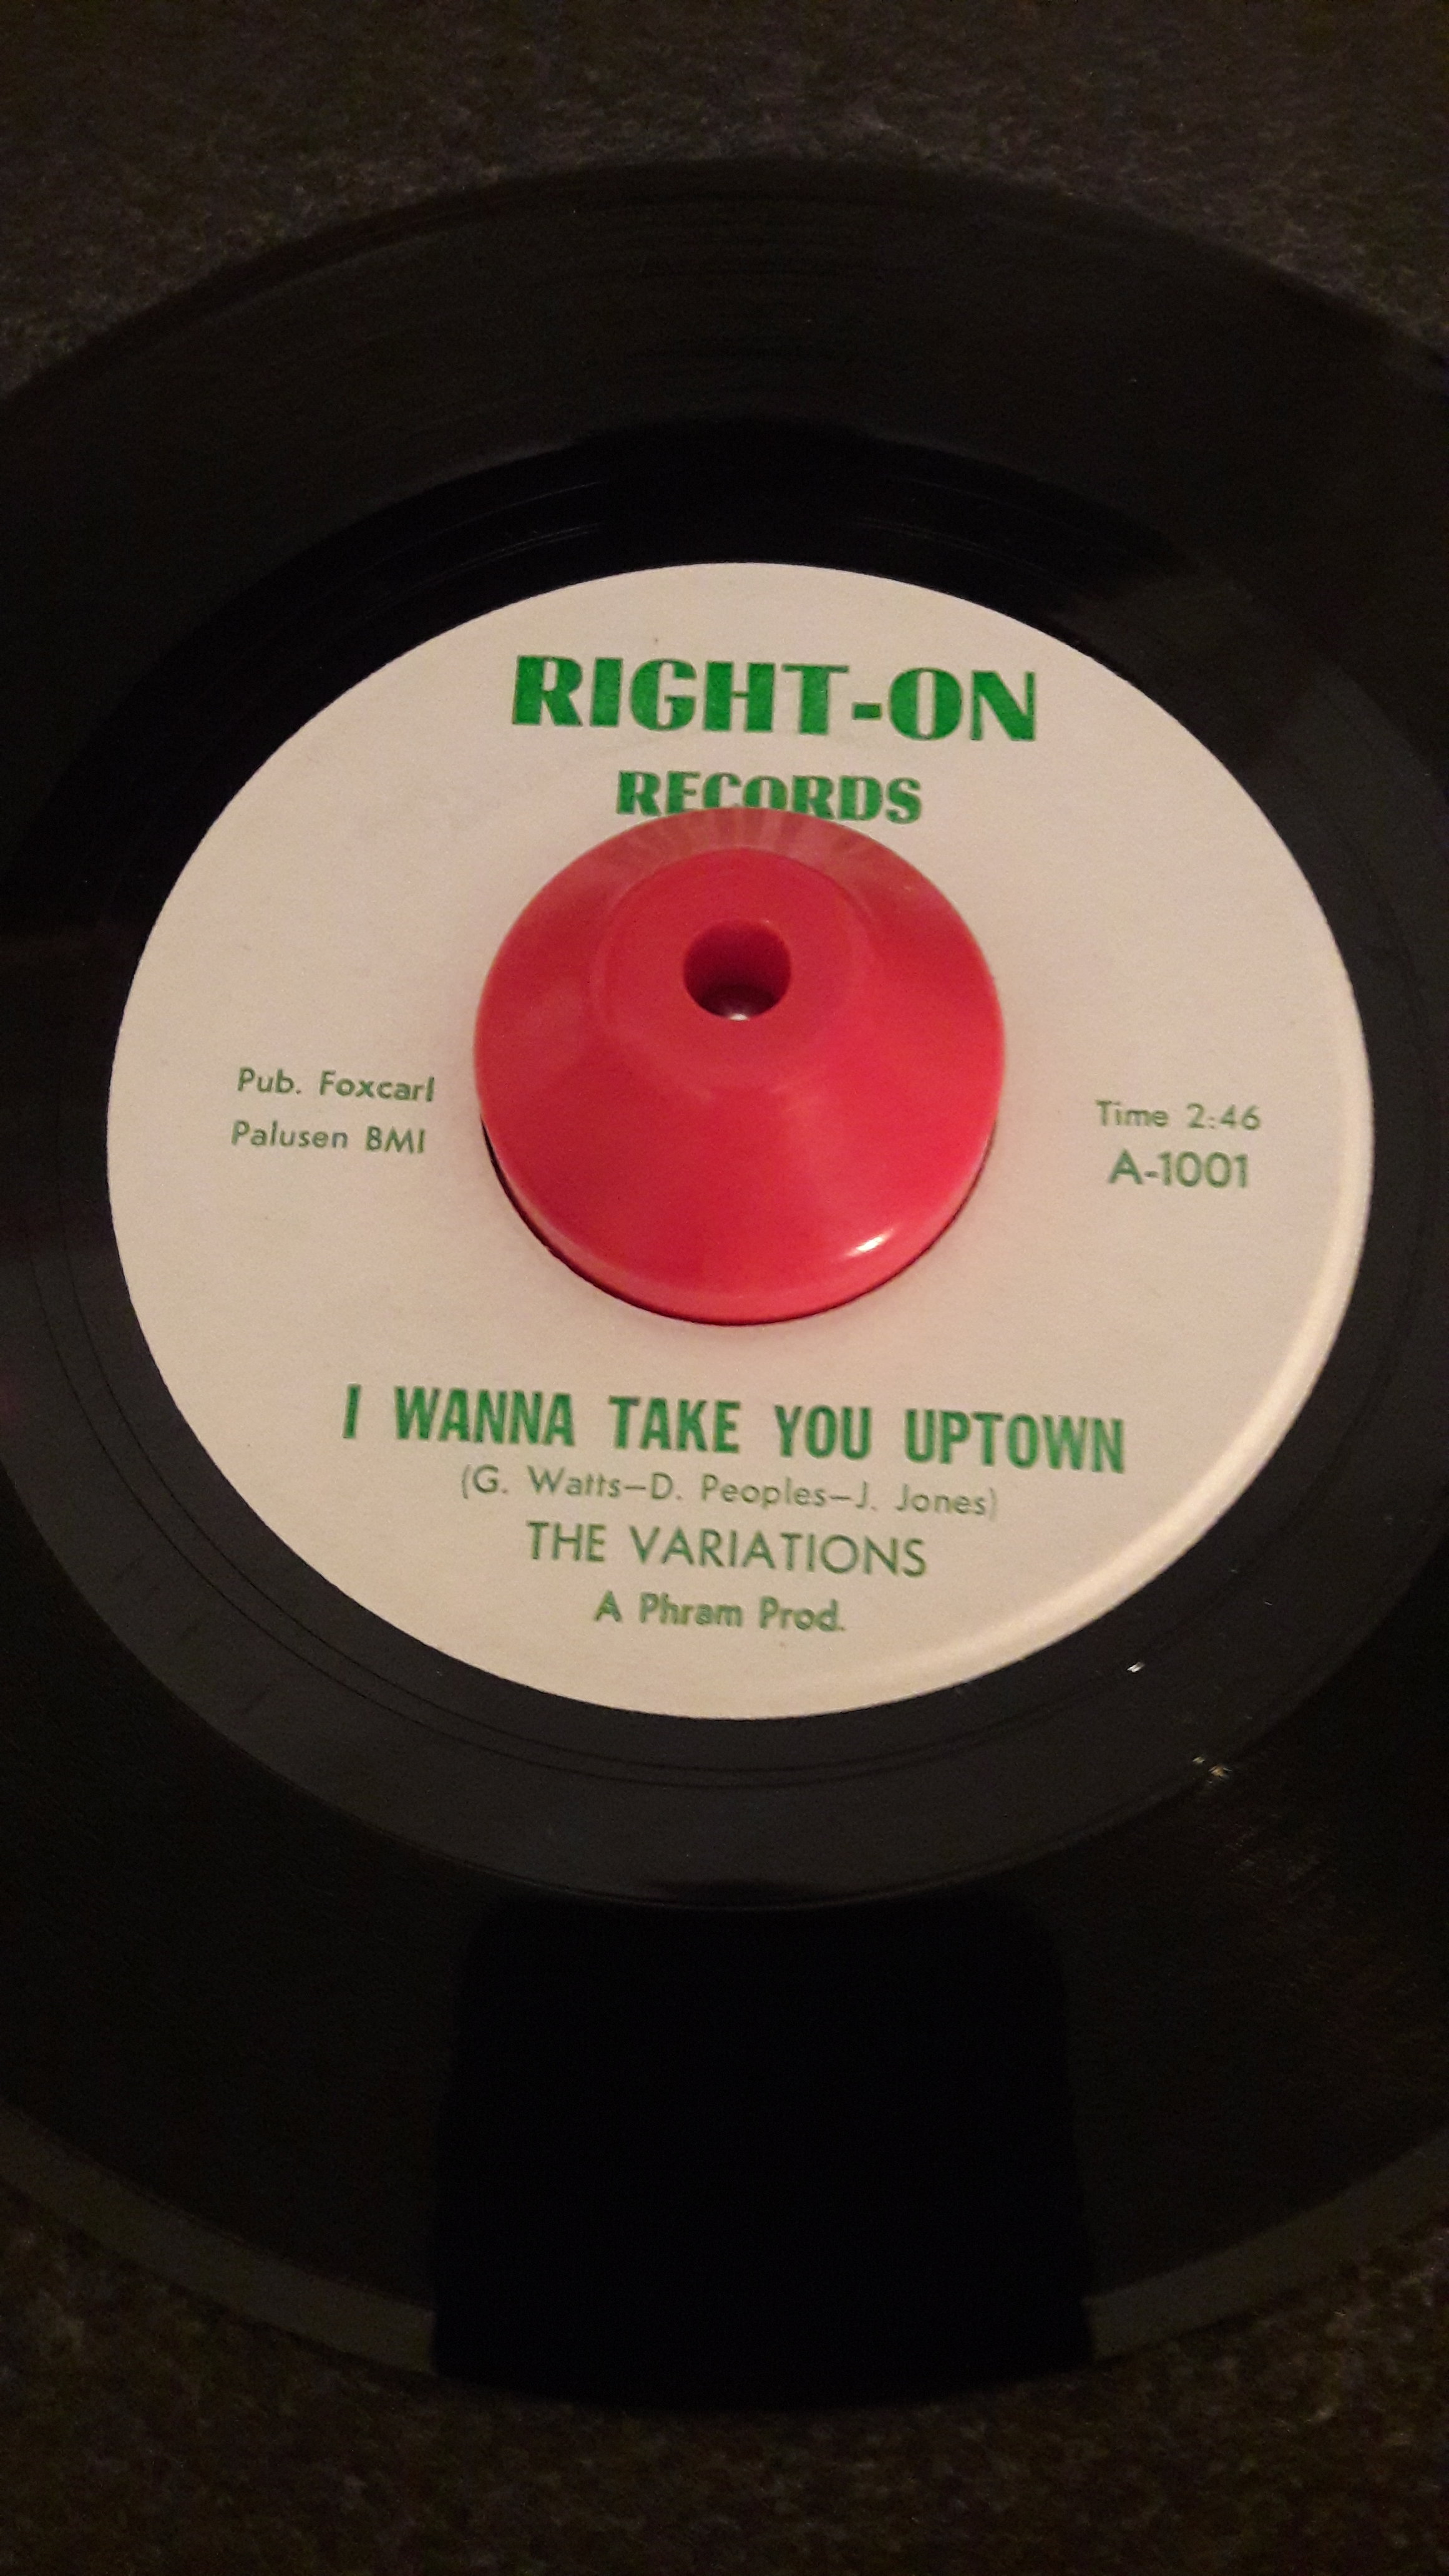 RIGHT-ON
RECORDS
Pub. Foxcarl
Palusen BMI
Time 2:46
A-1001
I WANNA TAKE YOU UPTOWN
(G. Watts—D. Peoples—J. Jones)
THE VARIATIONS
A Phram Prod.